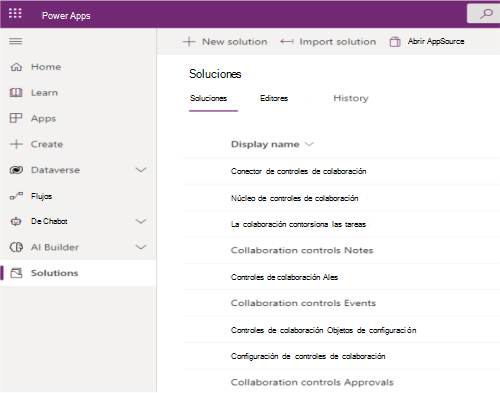 Power Apps
New solution
Import solution
Abrir AppSource
Home
Learn
Apps
Create
Dataverse
Flujos
De Chabot
AI Builder
Solutions
Soluciones
Soluciones
Editores
History
Display name
Conector de controles de colaboración
Núcleo de controles de colaboración
La colaboración contorsiona las tareas
Collaboration controls Notes
Controles de colaboración Ales
Collaboration controls Events
Controles de colaboración Objetos de configuración
Configuración de controles de colaboración
Collaboration controls Approvals